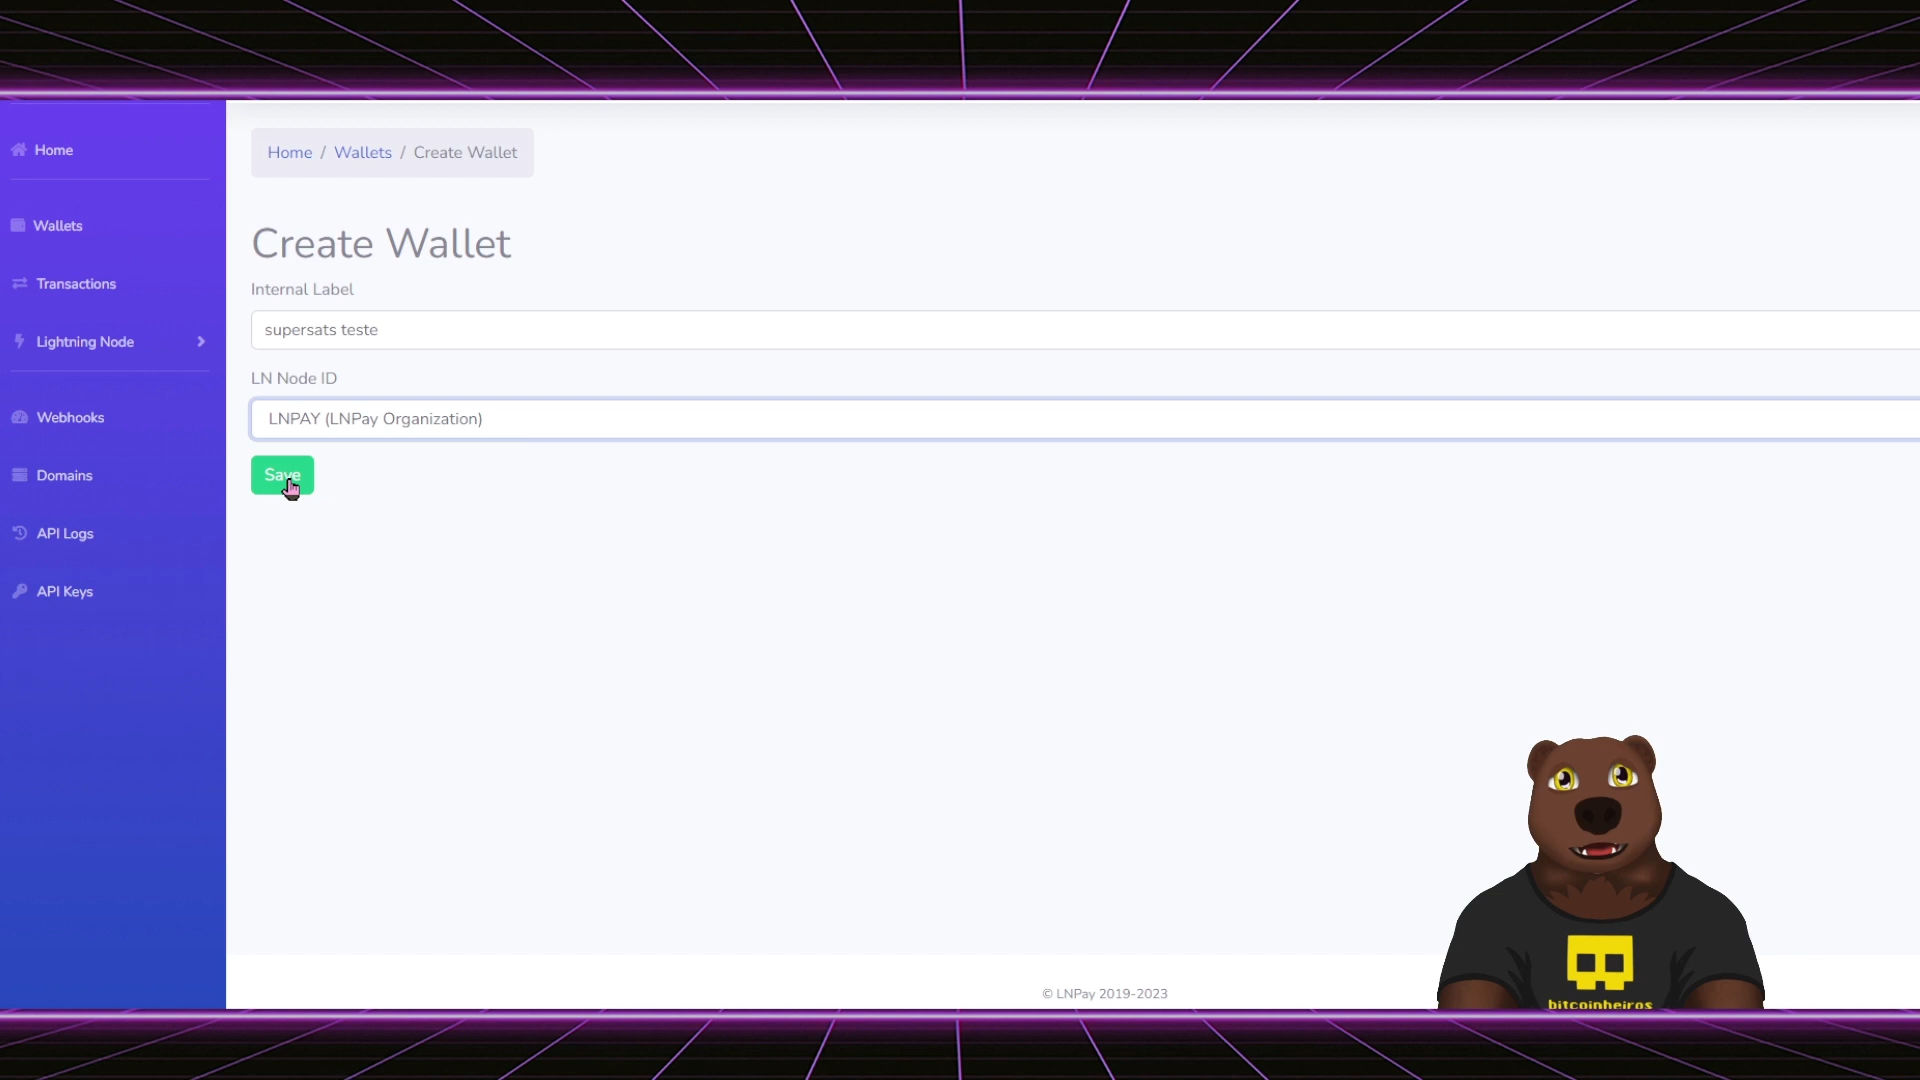 Home
Wallets
Transactions
Lightning Node
Webhooks
Domains
API Logs
API Keys
Home / Wallets / Create Wallet
Create Wallet
Internal Label
supersats teste
LN Node ID
LNPAY (LNPay Organization)
Save
© LNPay 2019-2023
bitcoinheiros